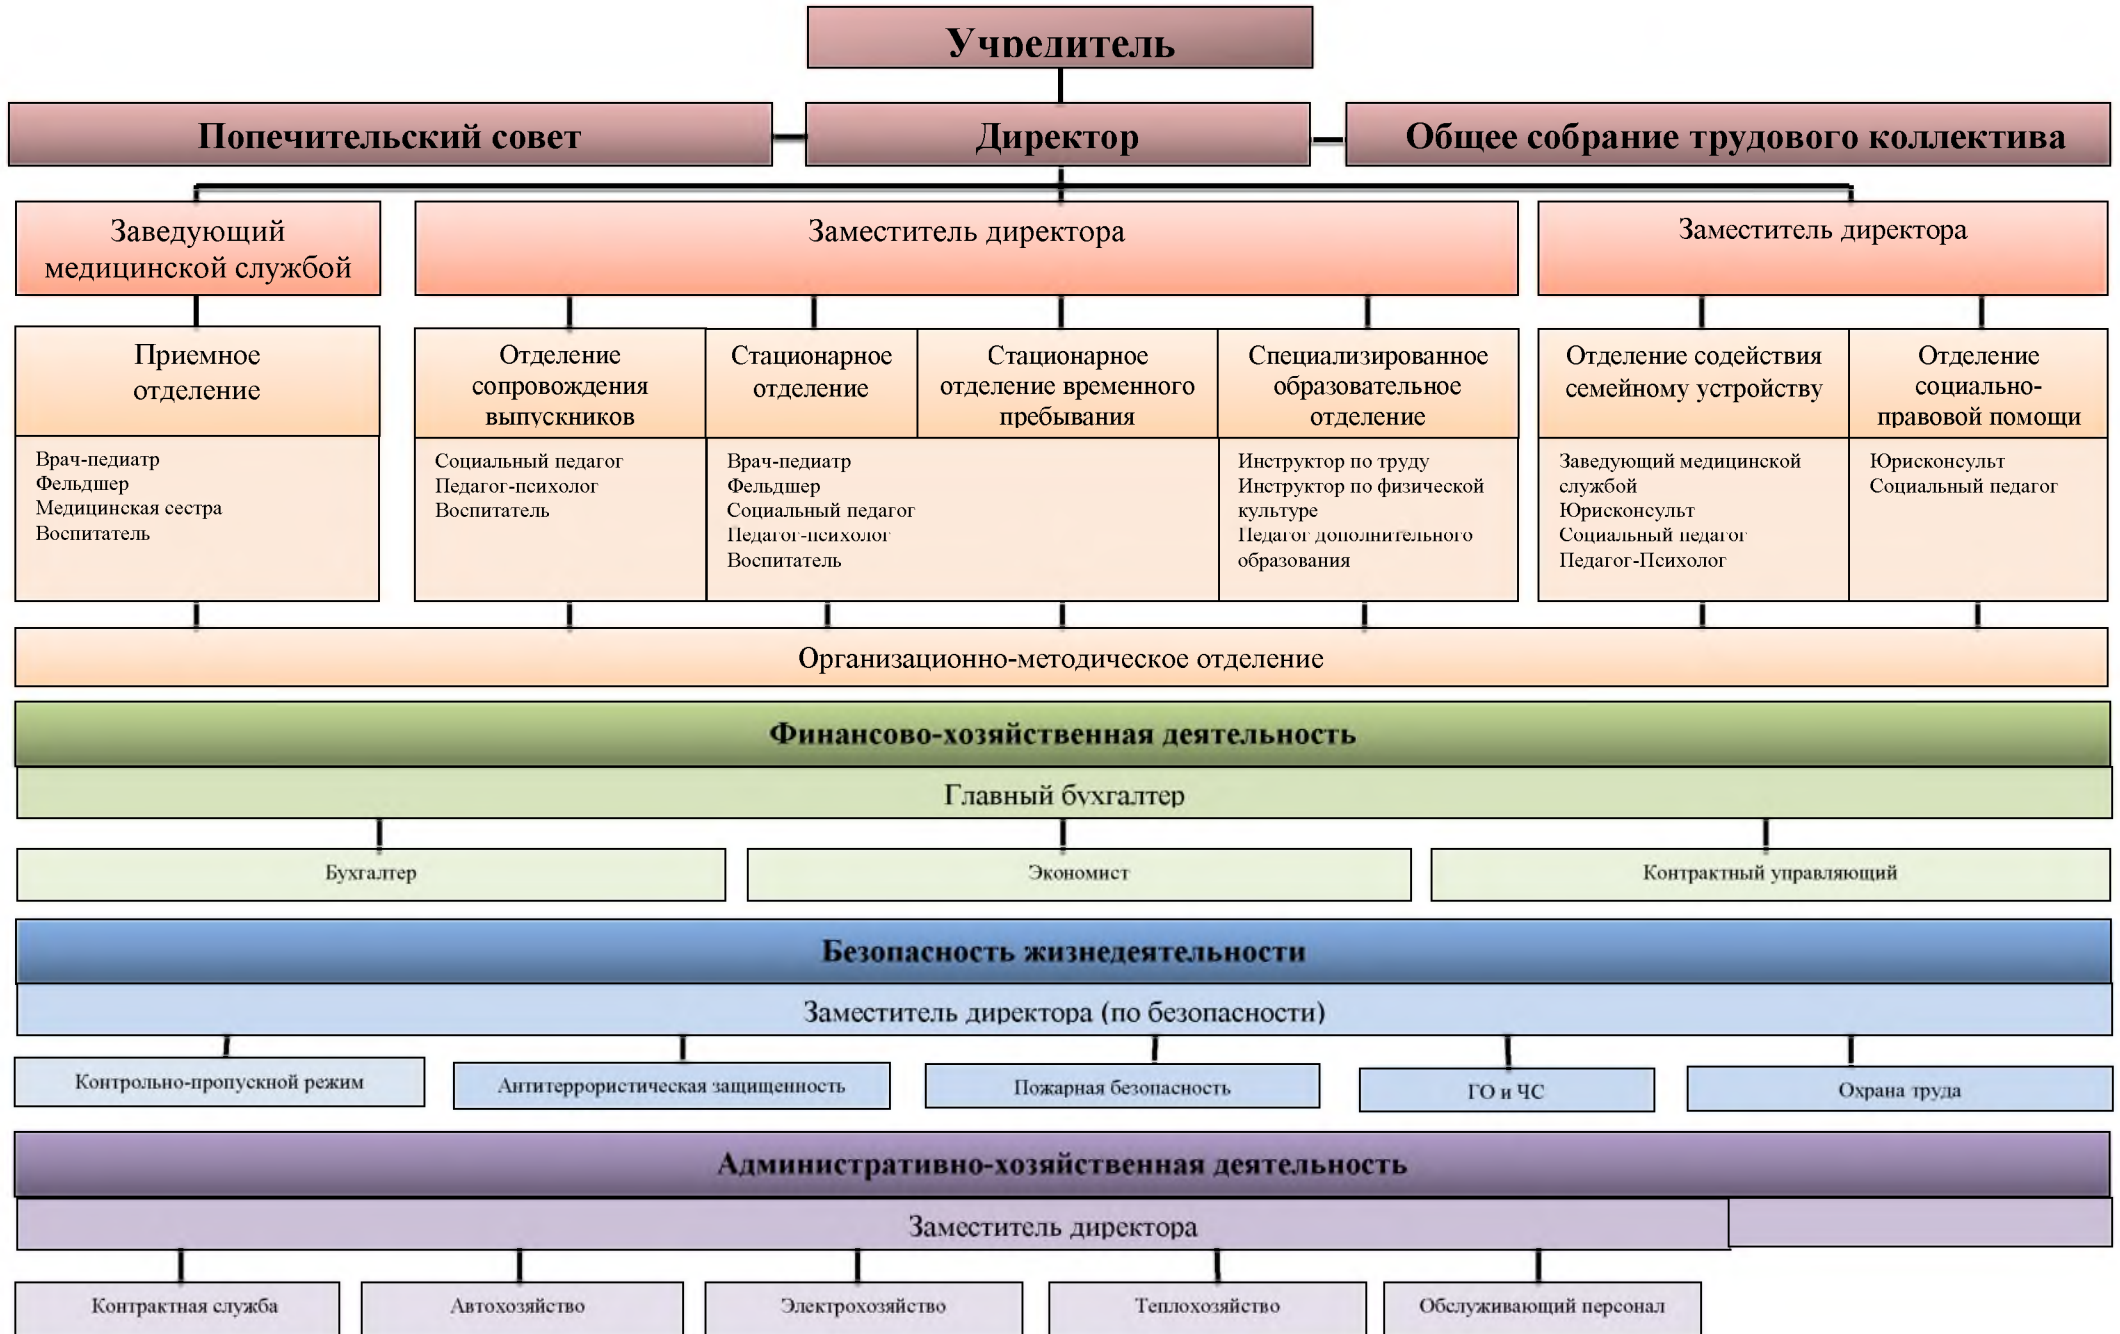 Учредитель
Попечительский совет
Директор
Общее собрание трудового коллектива
Заведующий
медицинской службой
Заместитель директора
Заместитель директора
Приемное
отделение
Отделение
сопровождения
выпускников
Стационарное
отделение
Стационарное
отделение временного
пребывания
Специализированное
образовательное
отделение
Отделение содействия
семейному устройству
Отделение
социально-
правовой помощи
Врач-педиатр
Фельдшер
Медицинская сестра
Воспитатель
Социальный педагог
Педагог-психолог
Воспитатель
Врач-педиатр
Фельдшер
Социальный педагог
Педагог-психолог
Воспитатель
Инструктор по труду
Инструктор по физической
культуре
Педагог дополнительного
образования
Заведующий медицинской
службой
Юрисконсульт
Социальный педагог
Педагог-Психолог
Юрисконсульт
Социальный педагог
Организационно-методическое отделение
Финансово-хозяйственная деятельность
Главный бухгалтер
Бухгалтер
Экономист
Контрактный управляющий
Безопасность жизнедеятельности
Заместитель директора (по безопасности)
Контрольно-пропускной режим
Антитеррористическая защищенность
Пожарная безопасность
ГО и ЧС
Охрана труда
Административно-хозяйственная деятельность
Заместитель директора
Контрактная служба
Автохозяйство
Электрохозяйство
Теплохозяйство
Обслуживающий персонал